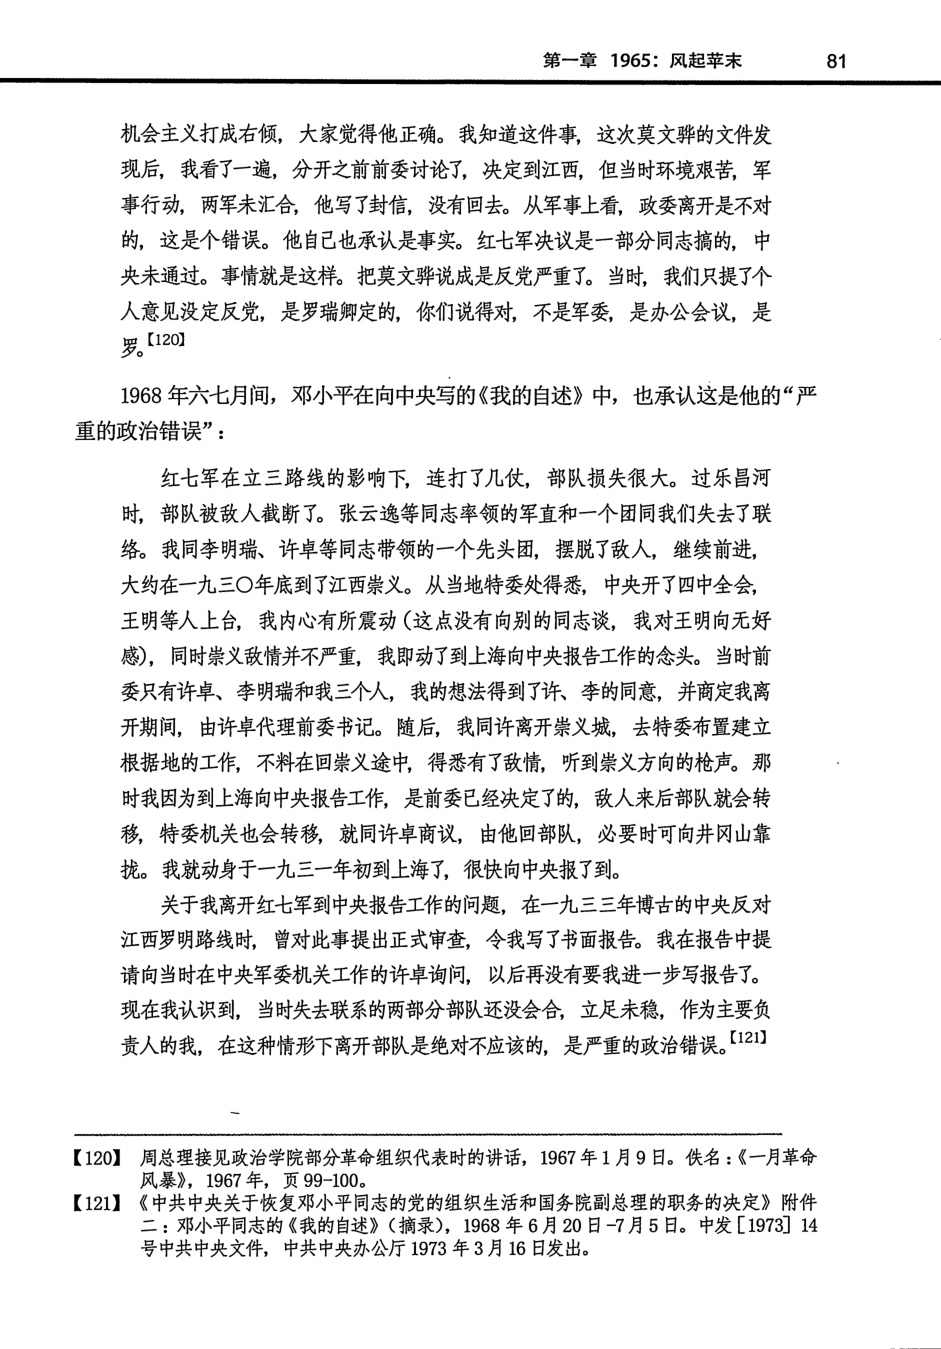 第一章 1965：风起苹末 81
机会主义打成右倾，大家觉得他正确。我知道这件事，这次莫文骅的文件发
现后，我看了一遍，分开之前前委讨论了，决定到江西，但当时环境艰苦，军
事行动，两军未汇合，他写了封信，没有回去。从军事上看，政委离开是不对
的，这是个错误。他自己也承认是事实。红七军决议是一部分同志搞的，中
央未通过。事情就是这样。把莫文骅说成是反党严重了。当时，我们只提了个
人意见没定反党，是罗瑞卿定的，你们说得对，不是军委，是办公会议，是
罗。【120】
1968 年六七月间，邓小平在向中央写的《我的自述》中，也承认这是他的“严
重的政治错误”：
红七军在立三路线的影响下，连打了几仗，部队损失很大。过乐昌河
时，部队被敌人截断了。张云逸等同志率领的军直和一个团同我们失去了联
络。我同李明瑞、许卓等同志带领的一个先头团，摆脱了敌人，继续前进，
大约在一九三〇年底到了江西崇义。从当地特委处得悉，中央开了四中全会，
王明等人上台，我内心有所震动（这点没有向别的同志谈，我对王明向无好
感），同时崇义敌情并不严重，我即动了到上海向中央报告工作的念头。当时前
委只有许卓、李明瑞和我三个人，我的想法得到了许、李的同意，并商定我离
开期间，由许卓代理前委书记。随后，我同许离开崇义城，去特委布置建立
根据地的工作，不料在回崇义途中，得悉有了敌情，听到崇义方向的枪声。那
时我因为到上海向中央报告工作，是前委已经决定了的，敌人来后部队就会转
移，特委机关也会转移，就同许卓商议，由他回部队，必要时可向井冈山靠
拢。我就动身于一九三一年初到上海了，很快向中央报了到。
关于我离开红七军到中央报告工作的问题，在一九三三年博古的中央反对
江西罗明路线时，曾对此事提出正式审查，令我写了书面报告。我在报告中提
请向当时在中央军委机关工作的许卓询问，以后再没有要我进一步写报告了。
现在我认识到，当时失去联系的两部分部队还没会合，立足未稳，作为主要负
责人的我，在这种情形下离开部队是绝对不应该的，是严重的政治错误。【121】
【120】 周总理接见政治学院部分革命组织代表时的讲话，1967 年 1 月 9 日。佚名：《一月革命
风暴》，1967 年，页 99-100。
【121】 《中共中央关于恢复邓小平同志的党的组织生活和国务院副总理的职务的决定》附件
二：邓小平同志的《我的自述》（摘录），1968 年 6 月 20 日-7 月 5 日。中发［1973］14
号中共中央文件，中共中央办公厅 1973 年 3 月 16 日发出。